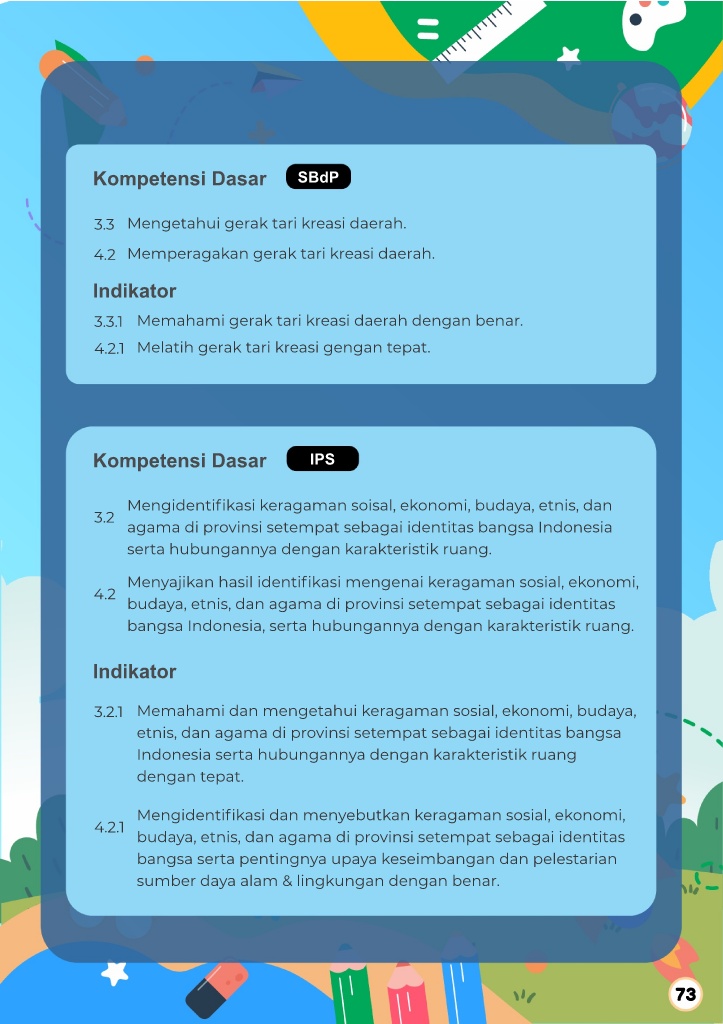 Kompetensi Dasar SBdP
3.3 Mengetahui gerak tari kreasi daerah.
4.2 Memperagakan gerak tari kreasi daerah.
Indikator
3.3.1 Memahami gerak tari kreasi daerah dengan benar.
4.2.1 Melatih gerak tari kreasi gengan tepat.
Kompetensi Dasar IPS
3.2 Mengidentifikasi keragaman soisal, ekonomi, budaya, etnis, dan
agama di provinsi setempat sebagai identitas bangsa Indonesia
serta hubungannya dengan karakteristik ruang.
4.2 Menyajikan hasil identifikasi mengenai keragaman sosial, ekonomi,
budaya, etnis, dan agama di provinsi setempat sebagai identitas
bangsa Indonesia, serta hubungannya dengan karakteristik ruang.
Indikator
3.2.1 Memahami dan mengetahui keragaman sosial, ekonomi, budaya,
etnis, dan agama di provinsi setempat sebagai identitas bangsa
Indonesia serta hubungannya dengan karakteristik ruang
dengan tepat.
4.2.1 Mengidentifikasi dan menyebutkan keragaman sosial, ekonomi,
budaya, etnis, dan agama di provinsi setempat sebagai identitas
bangsa serta pentingnya upaya keseimbangan dan pelestarian
sumber daya alam & lingkungan dengan benar.
73